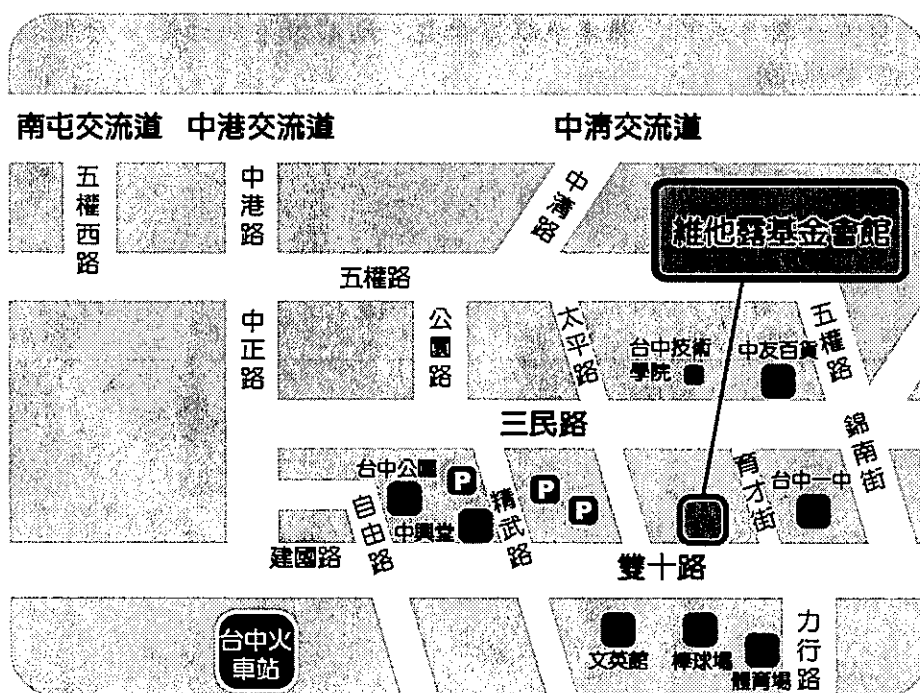 南屯交流道
中港交流道
中清交流道
五權西路
中港路
中清路
維他露基金會館
五權路
中正路
公園路
太平路
台中技術
學院
中友百貨
五權路
三民路
錦南街
台中公園
P
精武路
P
P
育才街
台中一中
自由路
中興堂
建國路
雙十路
台中火
車站
文英館
棒球場
體育場
力行路